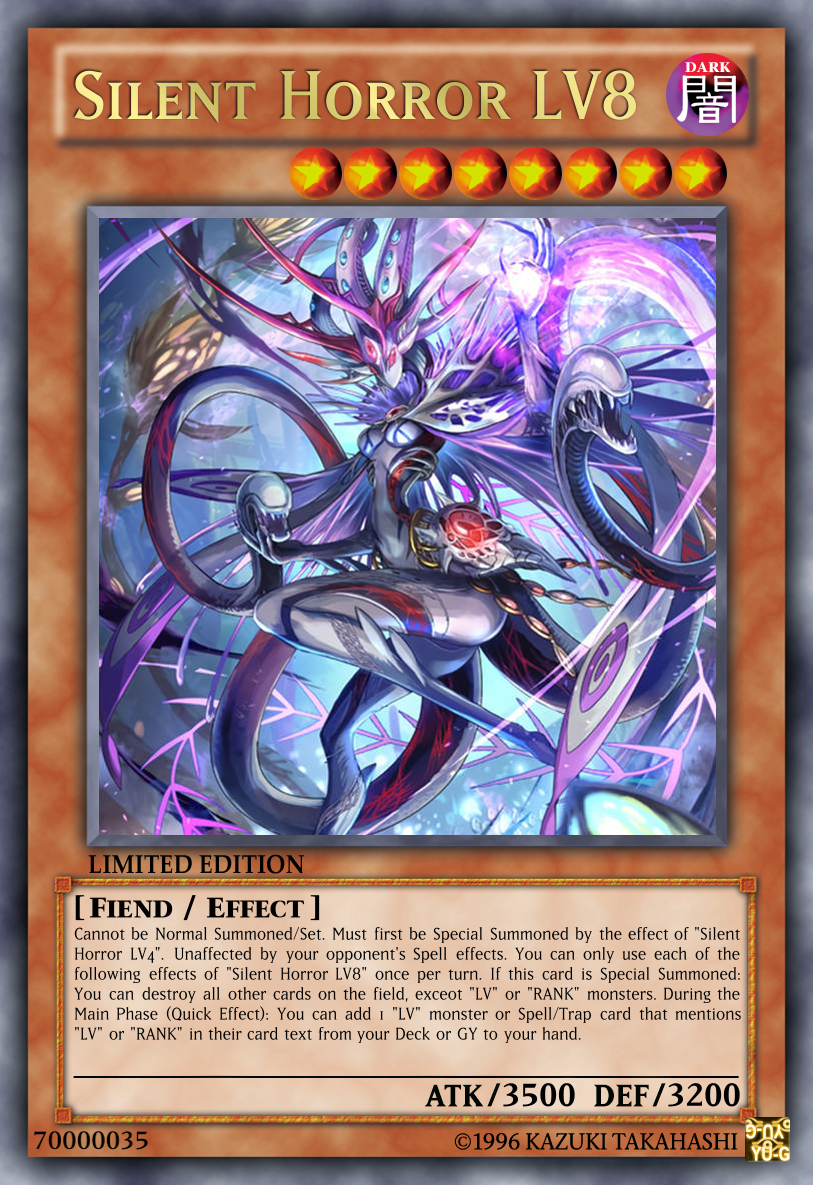 SILENT HORROR LV8
DARK
闇
LIMITED EDITION
[ FIEND / EFFECT ]
Cannot be Normal Summoned/Set. Must first be Special Summoned by the effect of "Silent
Horror LV4". Unaffected by your opponent's Spell effects. You can only use each of the
following effects of "Silent Horror LV8" once per turn. If this card is Special Summoned:
You can destroy all other cards on the field, exceot "LV" or "RANK" monsters. During the
Main Phase (Quick Effect): You can add 1 "LV" monster or Spell/Trap card that mentions
"LV" or "RANK" in their card text from your Deck or GY to your hand.
ATK/3500 DEF/3200
70000035
©1996 KAZUKI TAKAHASHI